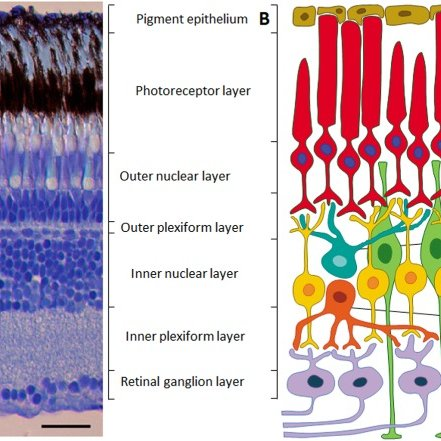 Pigment epithelium
B
Photoreceptor layer
Outer nuclear layer
Outer plexiform layer
Inner nuclear layer
Inner plexiform layer
Retinal ganglion layer